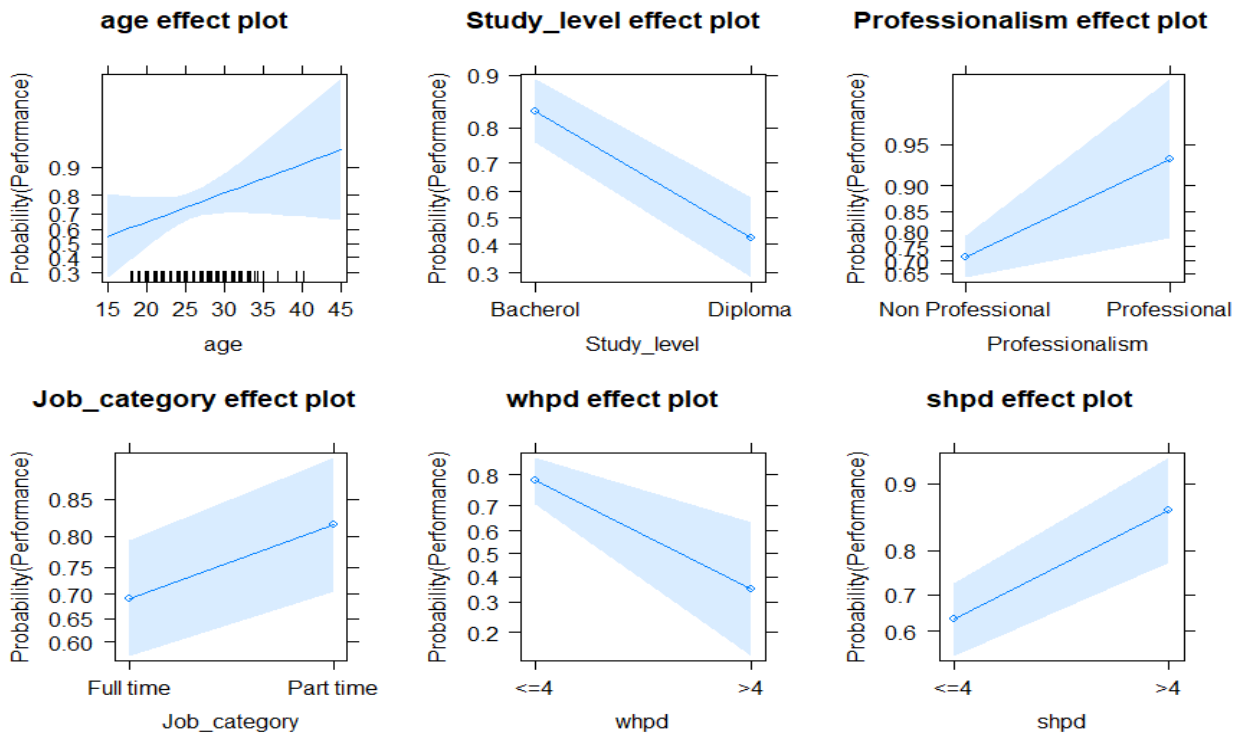 age effect plot
Probability(Performance)
0.9
0.8
0.7
0.6
0.5
0.4
0.3
15 20 25 30 35 40 45
age
Study_level effect plot
Probability(Performance)
0.9
0.8
0.7
0.6
0.5
0.4
0.3
Bacherol Diploma
Study_level
Professionalism effect plot
Probability(Performance)
0.95
0.90
0.85
0.80
0.75
0.70
0.65
Non Professional Professional
Professionalism
Job_category effect plot
Probability(Performance)
0.85
0.80
0.75
0.70
0.65
0.60
Full time Part time
Job_category
whpd effect plot
Probability(Performance)
0.8
0.7
0.6
0.5
0.4
0.3
0.2
<=4 >4
whpd
shpd effect plot
Probability(Performance)
0.9
0.8
0.7
0.6
<=4 >4
shpd